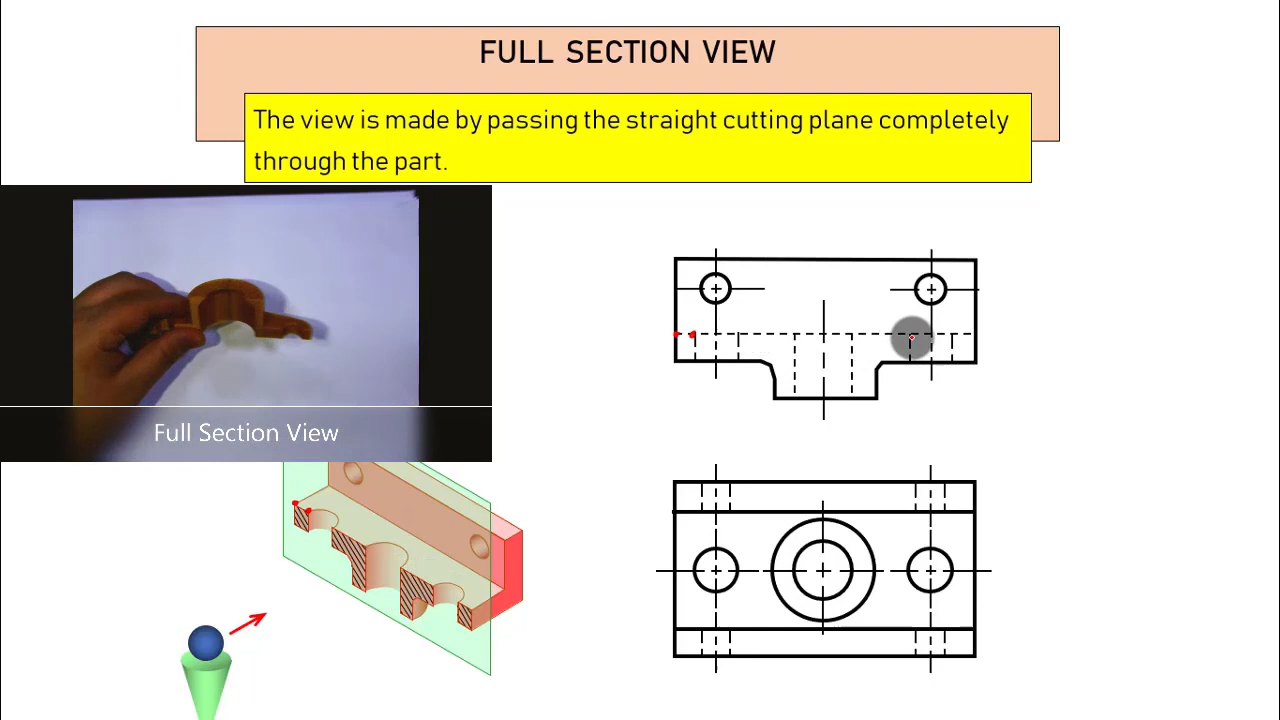 FULL SECTION VIEW
The view is made by passing the straight cutting plane completely
through the part.
Full Section View